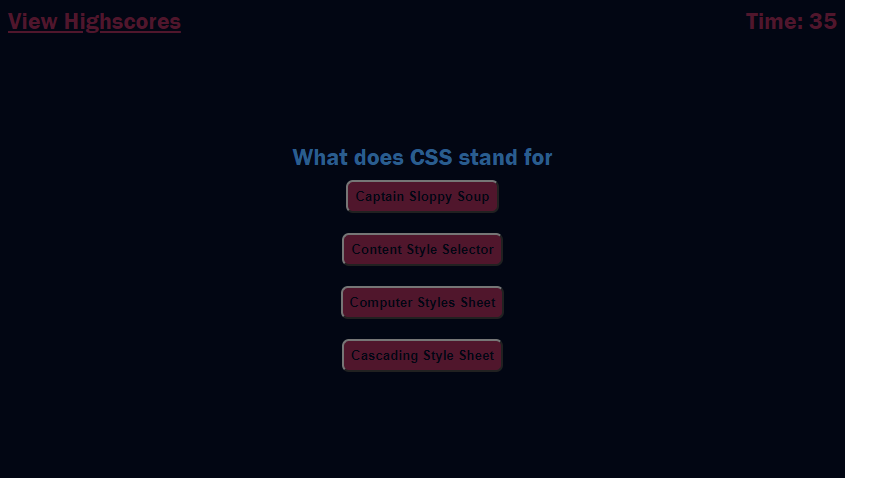 View Highscores
Time: 35
What does CSS stand for
Captain Sloppy Soup
Content Style Selector
Computer Styles Sheet
Cascading Style Sheet